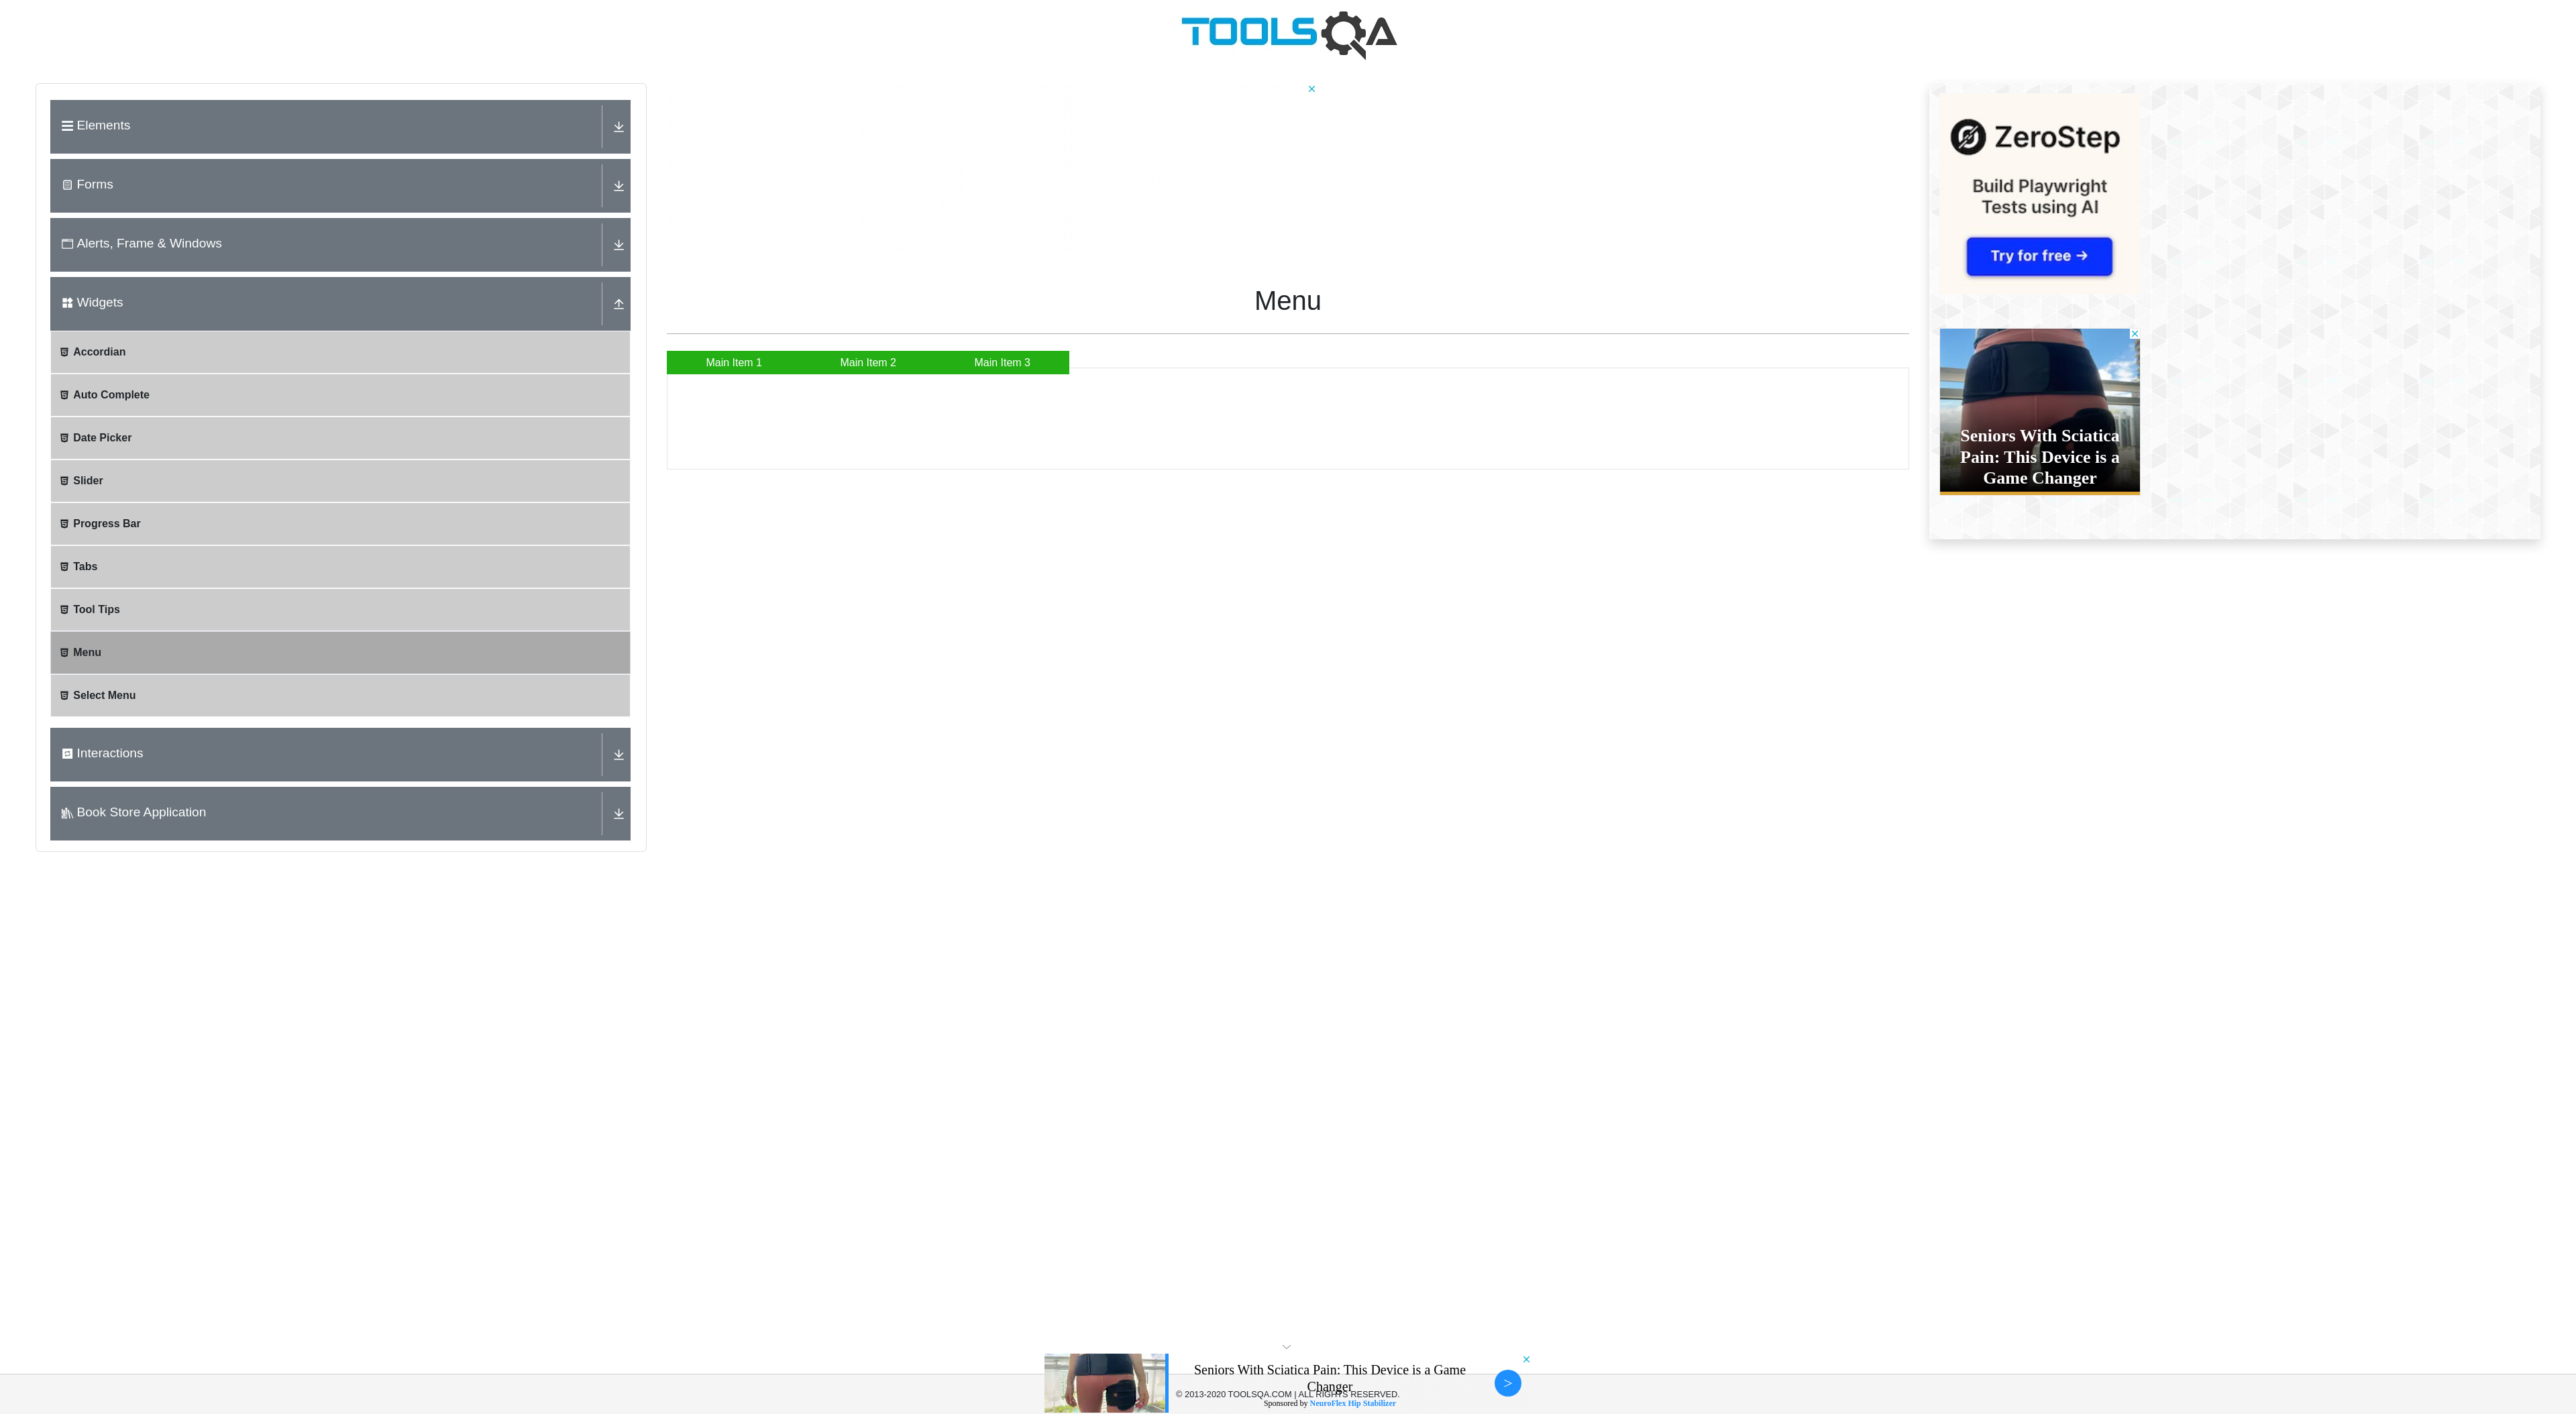 TOOLSQA
Elements
Forms
Alerts, Frame & Windows
Widgets
Accordian
Auto Complete
Date Picker
Slider
Progress Bar
Tabs
Tool Tips
Menu
Select Menu
Interactions
Book Store Application
Menu
Main Item 1
Main Item 2
Main Item 3
ZeroStep
Build Playwright
Tests using AI
Try for free →
Seniors With Sciatica
Pain: This Device is a
Game Changer
Seniors With Sciatica Pain: This Device is a Game
Changer
© 2013-2020 TOOLSQA.COM | ALL RIGHTS RESERVED.
Sponsored by NeuroFlex Hip Stabilizer